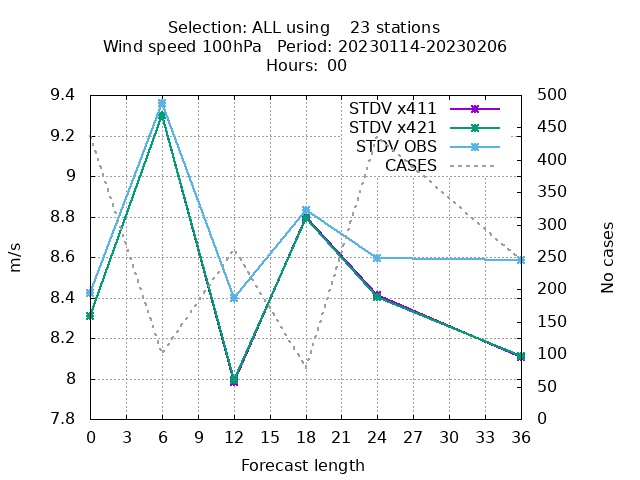 Selection: ALL using    23 stations
Wind speed 100hPa   Period: 20230114-20230206
Hours:  00
STDV x411
STDV x421
STDV OBS
CASES
9.4
9.2
9
8.8
8.6
8.4
8.2
8
7.8
500
450
400
350
300
250
200
150
100
50
0
m/s
No cases
0 3 6 9 12 15 18 21 24 27 30 33 36
Forecast length